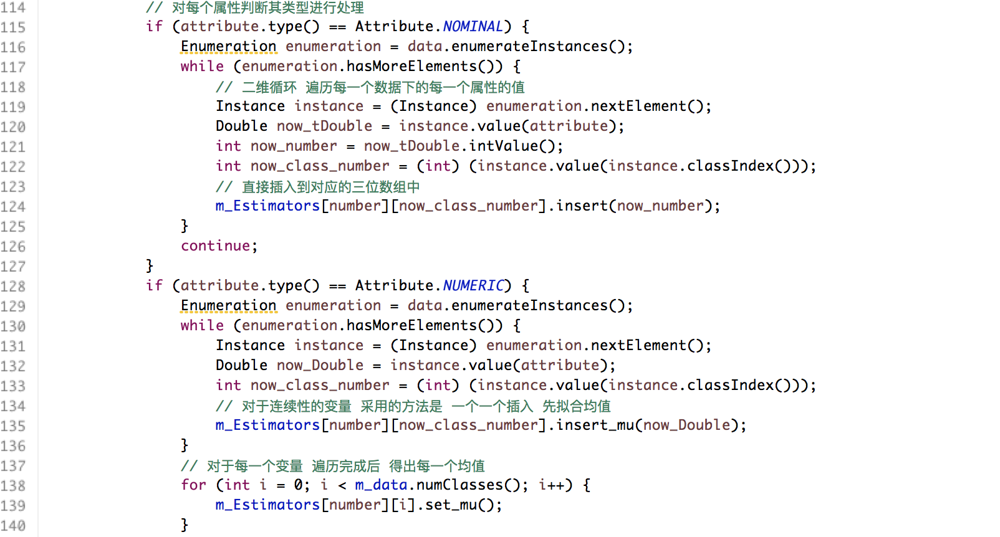 114 // 对每个属性判断其类型进行处理
115 if (attribute.type() == Attribute.NOMINAL) {
116 Enumeration enumeration = data.enumerateInstances();
117 while (enumeration.hasMoreElements()) {
118 // 二维循环 遍历每一个数据下的每一个属性的值
119 Instance instance = (Instance) enumeration.nextElement();
120 Double now_tDouble = instance.value(attribute);
121 int now_number = now_tDouble.intValue();
122 int now_class_number = (int) (instance.value(instance.classIndex()));
123 // 直接插入到对应的三位数组中
124 m_Estimators[number][now_class_number].insert(now_number);
125 }
126 continue;
127 }
128 if (attribute.type() == Attribute.NUMERIC) {
129 Enumeration enumeration = data.enumerateInstances();
130 while (enumeration.hasMoreElements()) {
131 Instance instance = (Instance) enumeration.nextElement();
132 Double now_Double = instance.value(attribute);
133 int now_class_number = (int) (instance.value(instance.classIndex()));
134 // 对于连续性的变量 采用的方法是 一个一个插入 先拟合均值
135 m_Estimators[number][now_class_number].insert_mu(now_Double);
136 }
137 // 对于每一个变量 遍历完成后 得出每一个均值
138 for (int i = 0; i < m_data.numClasses(); i++) {
139 m_Estimators[number][i].set_mu();
140 }